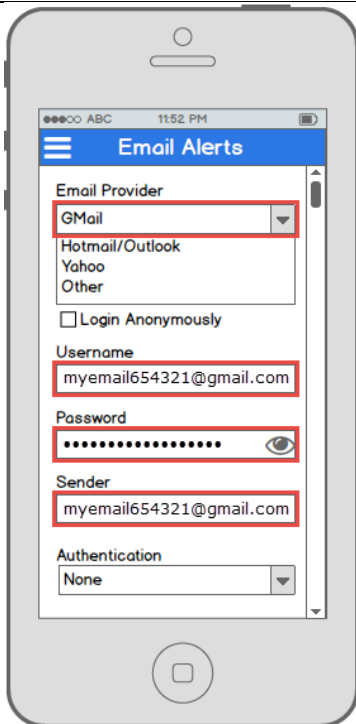 ABC 11:52 PM
Email Alerts
Email Provider
GMail
Hotmail/Outlook
Yahoo
Other
Login Anonymously
Username
myemail654321@gmail.com
Password
••••••••••••••••••
Sender
myemail654321@gmail.com
Authentication
None